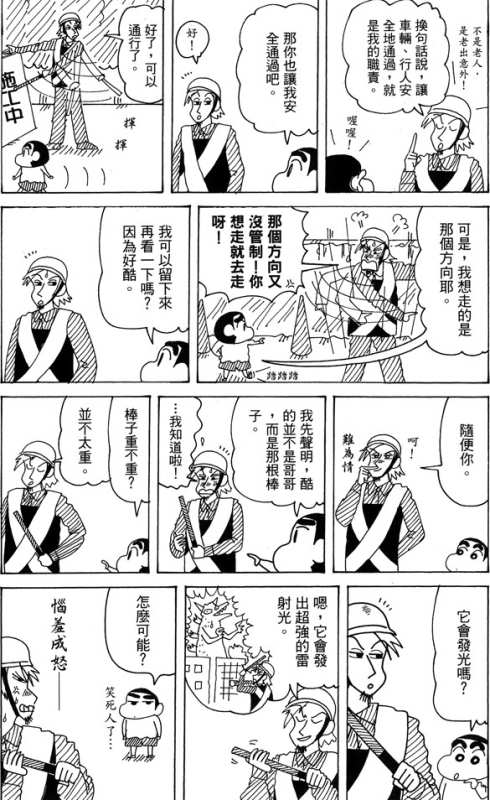 不是老人，
是老出意外！
換句話說，讓
車輛、行人安
全地通過，就
是我的職責。
喔喔！
那你也讓我安
全通過吧。
好！
好了，可以
通行了。
揮
揮
施工中
可是，我想走的是
那個方向耶。
那個方向又
沒管制！你
想走就去走
呀！
踏踏踏
我可以留下來
再看一下嗎？
因為好酷。
隨便你。
呵！
難為情
我先聲明，酷
的並不是哥哥
，而是那根棒
子。
…我知道啦！
棒子重不重？
並不太重。
它會發光嗎？
嗯，它會發
出超強的雷
射光。
怎麼可能？
笑死人了…
惱羞成怒